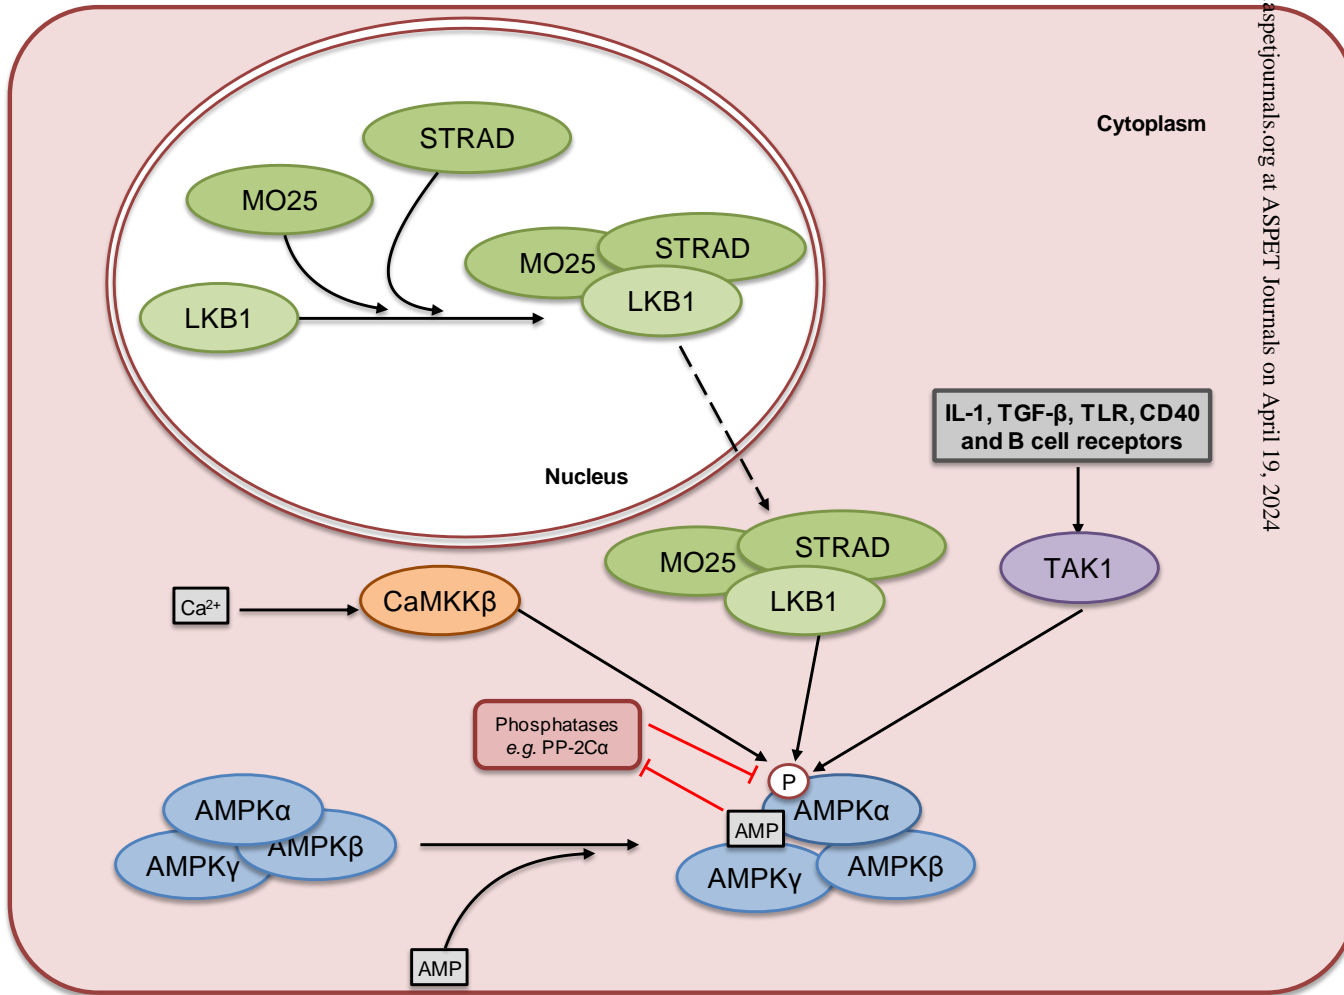 aspetjournals.org at ASPET Journals on April 19, 2024
Cytoplasm
STRAD
MO25
LKB1
MO25
STRAD
LKB1
Nucleus
IL-1, TGF-β, TLR, CD40
and B cell receptors
TAK1
MO25
STRAD
LKB1
Ca²⁺
CaMKKβ
Phosphatases
e.g. PP-2Cα
P
AMPKα
AMPKβ
AMPKγ
AMP
AMPKα
AMPKβ
AMPKγ
AMP